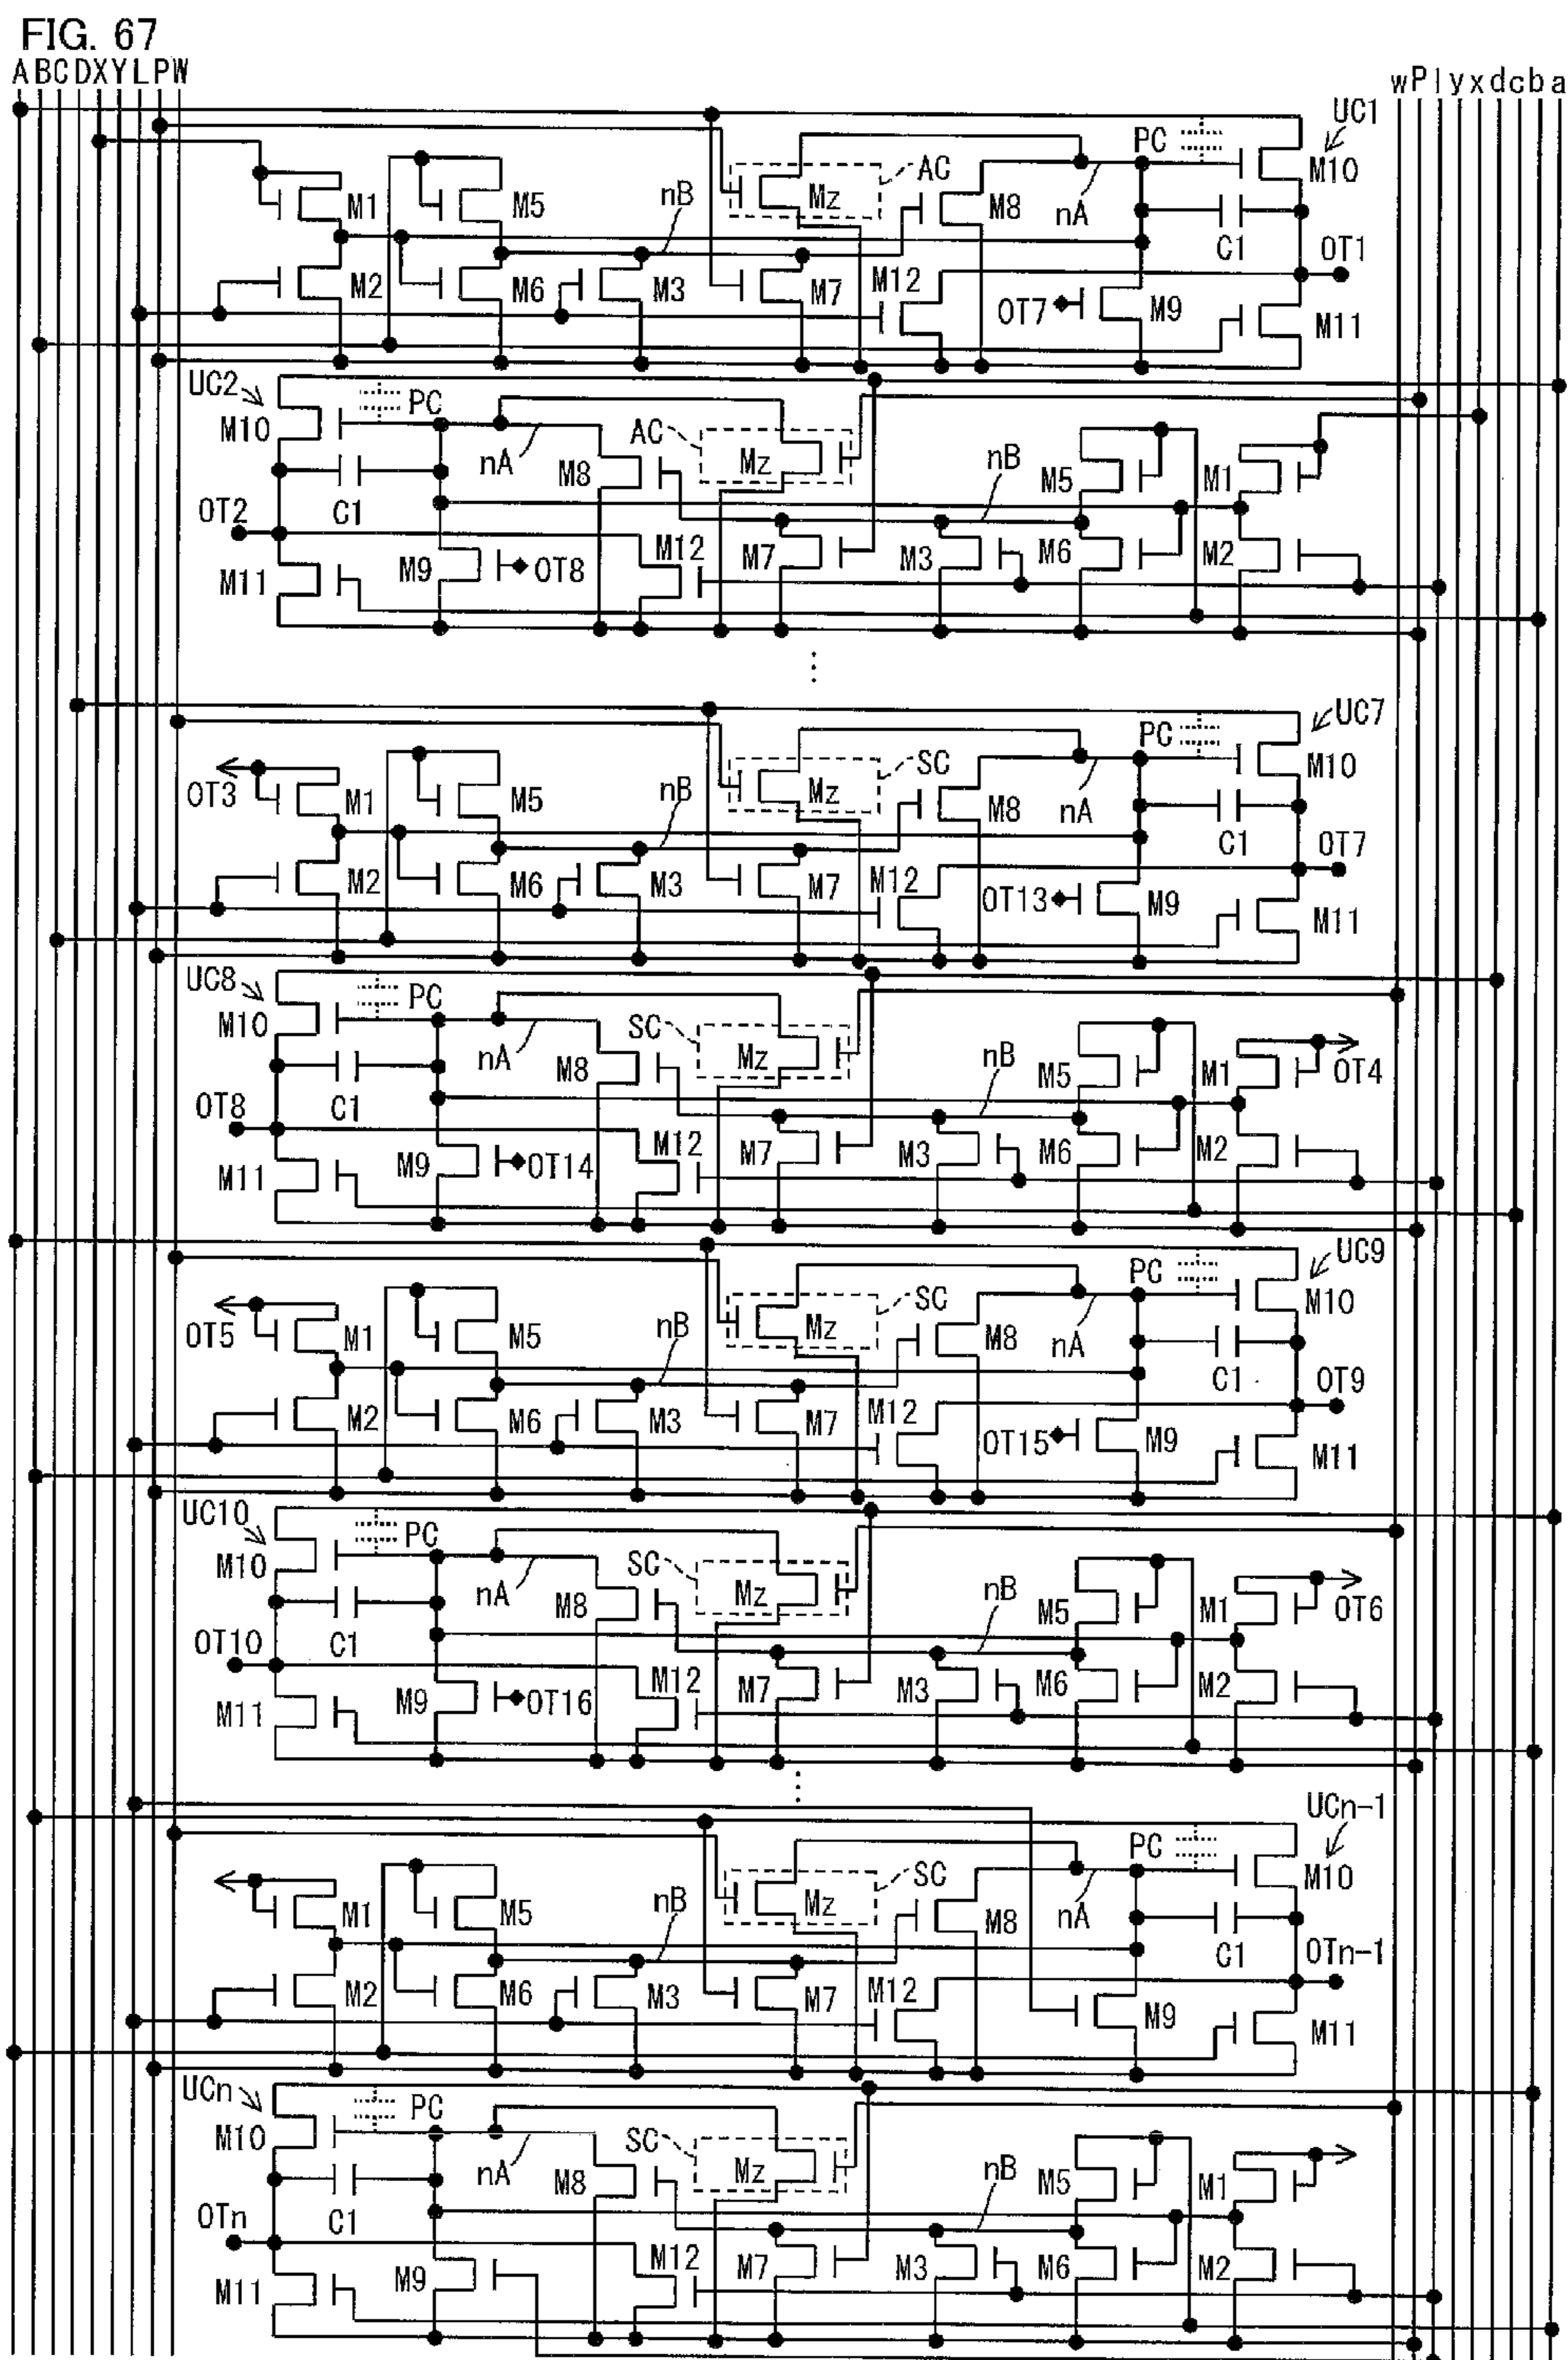 FIG. 67
A B C D X Y L P W
w P l y x d c b a
UC1
PC
M10
AC
Mz
M1
M5
nB
M8
nA
C1
OT1
M2
M6
M3
M7
M12
OT7
M9
M11
UC2
PC
M10
AC
Mz
nA
M8
nB
M5
M1
OT2
C1
M12
M7
M3
M6
M2
M11
M9
OT8
UC7
PC
M10
SC
Mz
OT3
M1
M5
nB
M8
nA
C1
OT7
M2
M6
M3
M7
M12
OT13
M9
M11
UC8
PC
M10
SC
Mz
nA
M8
nB
M5
M1
OT4
OT8
C1
M12
M7
M3
M6
M2
M11
M9
OT14
UC9
PC
M10
SC
Mz
OT5
M1
M5
nB
M8
nA
C1
OT9
M2
M6
M3
M7
M12
OT15
M9
M11
UC10
PC
M10
SC
Mz
nA
M8
nB
M5
M1
OT6
OT10
C1
M12
M7
M3
M6
M2
M11
M9
OT16
UCn-1
PC
M10
SC
Mz
M1
M5
nB
M8
nA
C1
OTn-1
M2
M6
M3
M7
M12
M9
M11
UCn
PC
M10
SC
Mz
nA
M8
nB
M5
M1
OTn
C1
M12
M7
M3
M6
M2
M11
M9